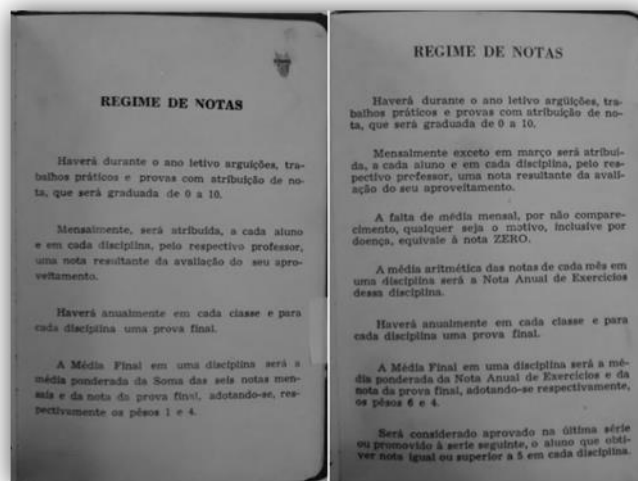 REGIME DE NOTAS
Haverá durante o ano letivo arguições, tra-
balhos práticos e provas com atribuição de no-
ta, que será graduada de 0 a 10.
Mensalmente, será atribuída, a cada aluno
e em cada disciplina, pelo respectivo professor,
uma nota resultante da avaliação do seu apro-
veitamento.
Haverá anualmente em cada classe e para
cada disciplina uma prova final.
A Média Final em uma disciplina será a
média ponderada da Soma das seis notas men-
sais e da nota da prova final, adotando-se, res-
pectivamente os pêsos 1 e 4.
REGIME DE NOTAS
Haverá durante o ano letivo argüições, tra-
balhos práticos e provas com atribuição de no-
ta, que será graduada de 0 a 10.
Mensalmente exceto em março será atribuí-
da, a cada aluno e em cada disciplina, pelo res-
pectivo professor, uma nota resultante da avali-
ação do seu aproveitamento.
A falta de média mensal, por não compare-
cimento, qualquer seja o motivo, inclusive por
doença, equivale à nota ZERO.
A média aritmética das notas de cada mês em
uma disciplina será a Nota Anual de Exercícios
dessa disciplina.
Haverá anualmente em cada classe e para
cada disciplina uma prova final.
A Média Final em uma disciplina será a mé-
dia ponderada da Nota Anual de Exercícios e da
nota da prova final, adotando-se respectivamente,
os pêsos 6 e 4.
Será considerado aprovado na última série
ou promovido à serie seguinte, o aluno que obti-
ver nota igual ou superior a 5 em cada disciplina.